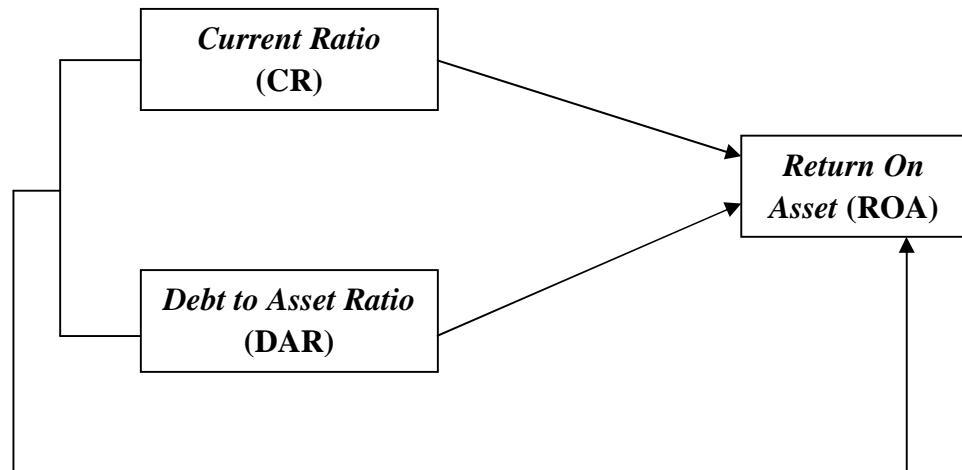 Current Ratio
(CR)
Return On
Asset (ROA)
Debt to Asset Ratio
(DAR)